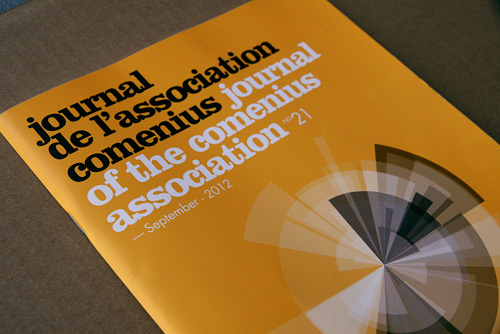 journal
de l'association
comenius journal
of the comenius
association No 21
— September · 2012